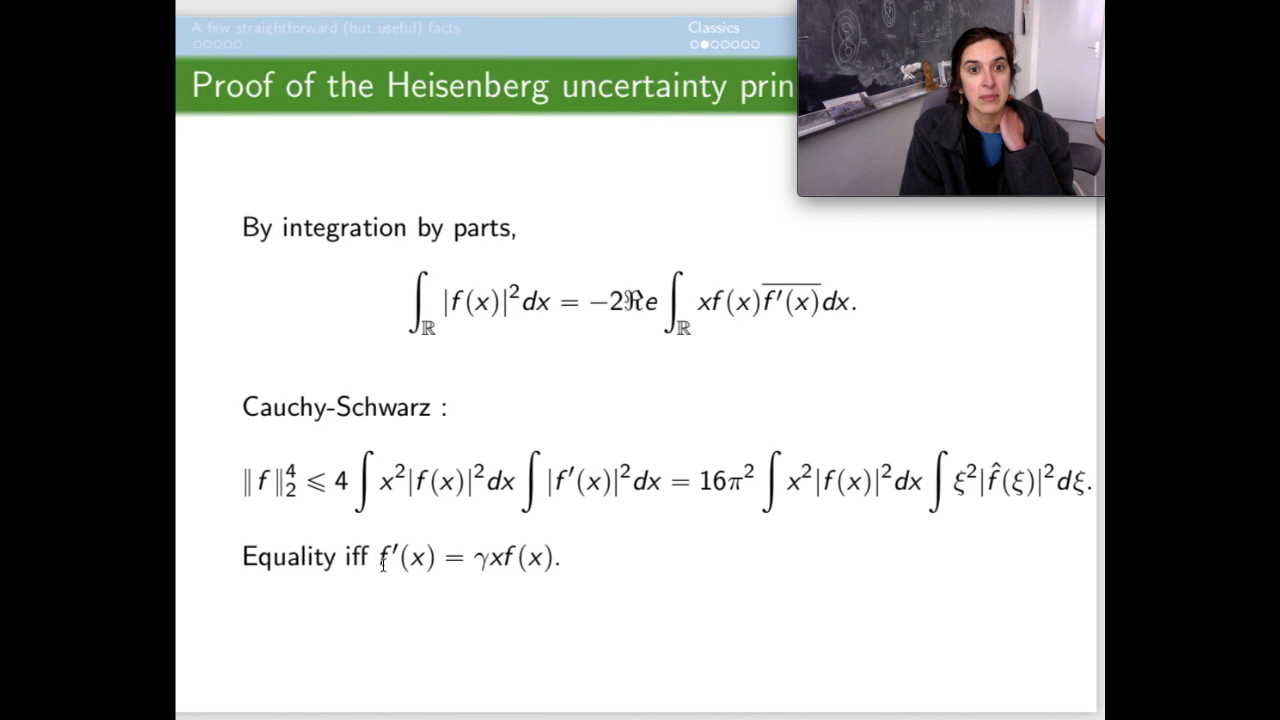 A few straightforward (but useful) facts
Classics
Proof of the Heisenberg uncertainty prin
By integration by parts,
∫_ℝ |f(x)|²dx = −2ℜe ∫_ℝ xf(x)\overline{f′(x)}dx.
Cauchy-Schwarz :
‖f‖₂⁴ ⩽ 4 ∫ x²|f(x)|²dx ∫ |f′(x)|²dx = 16π² ∫ x²|f(x)|²dx ∫ ξ²|f̂(ξ)|²dξ.
Equality iff f′(x) = γxf(x).